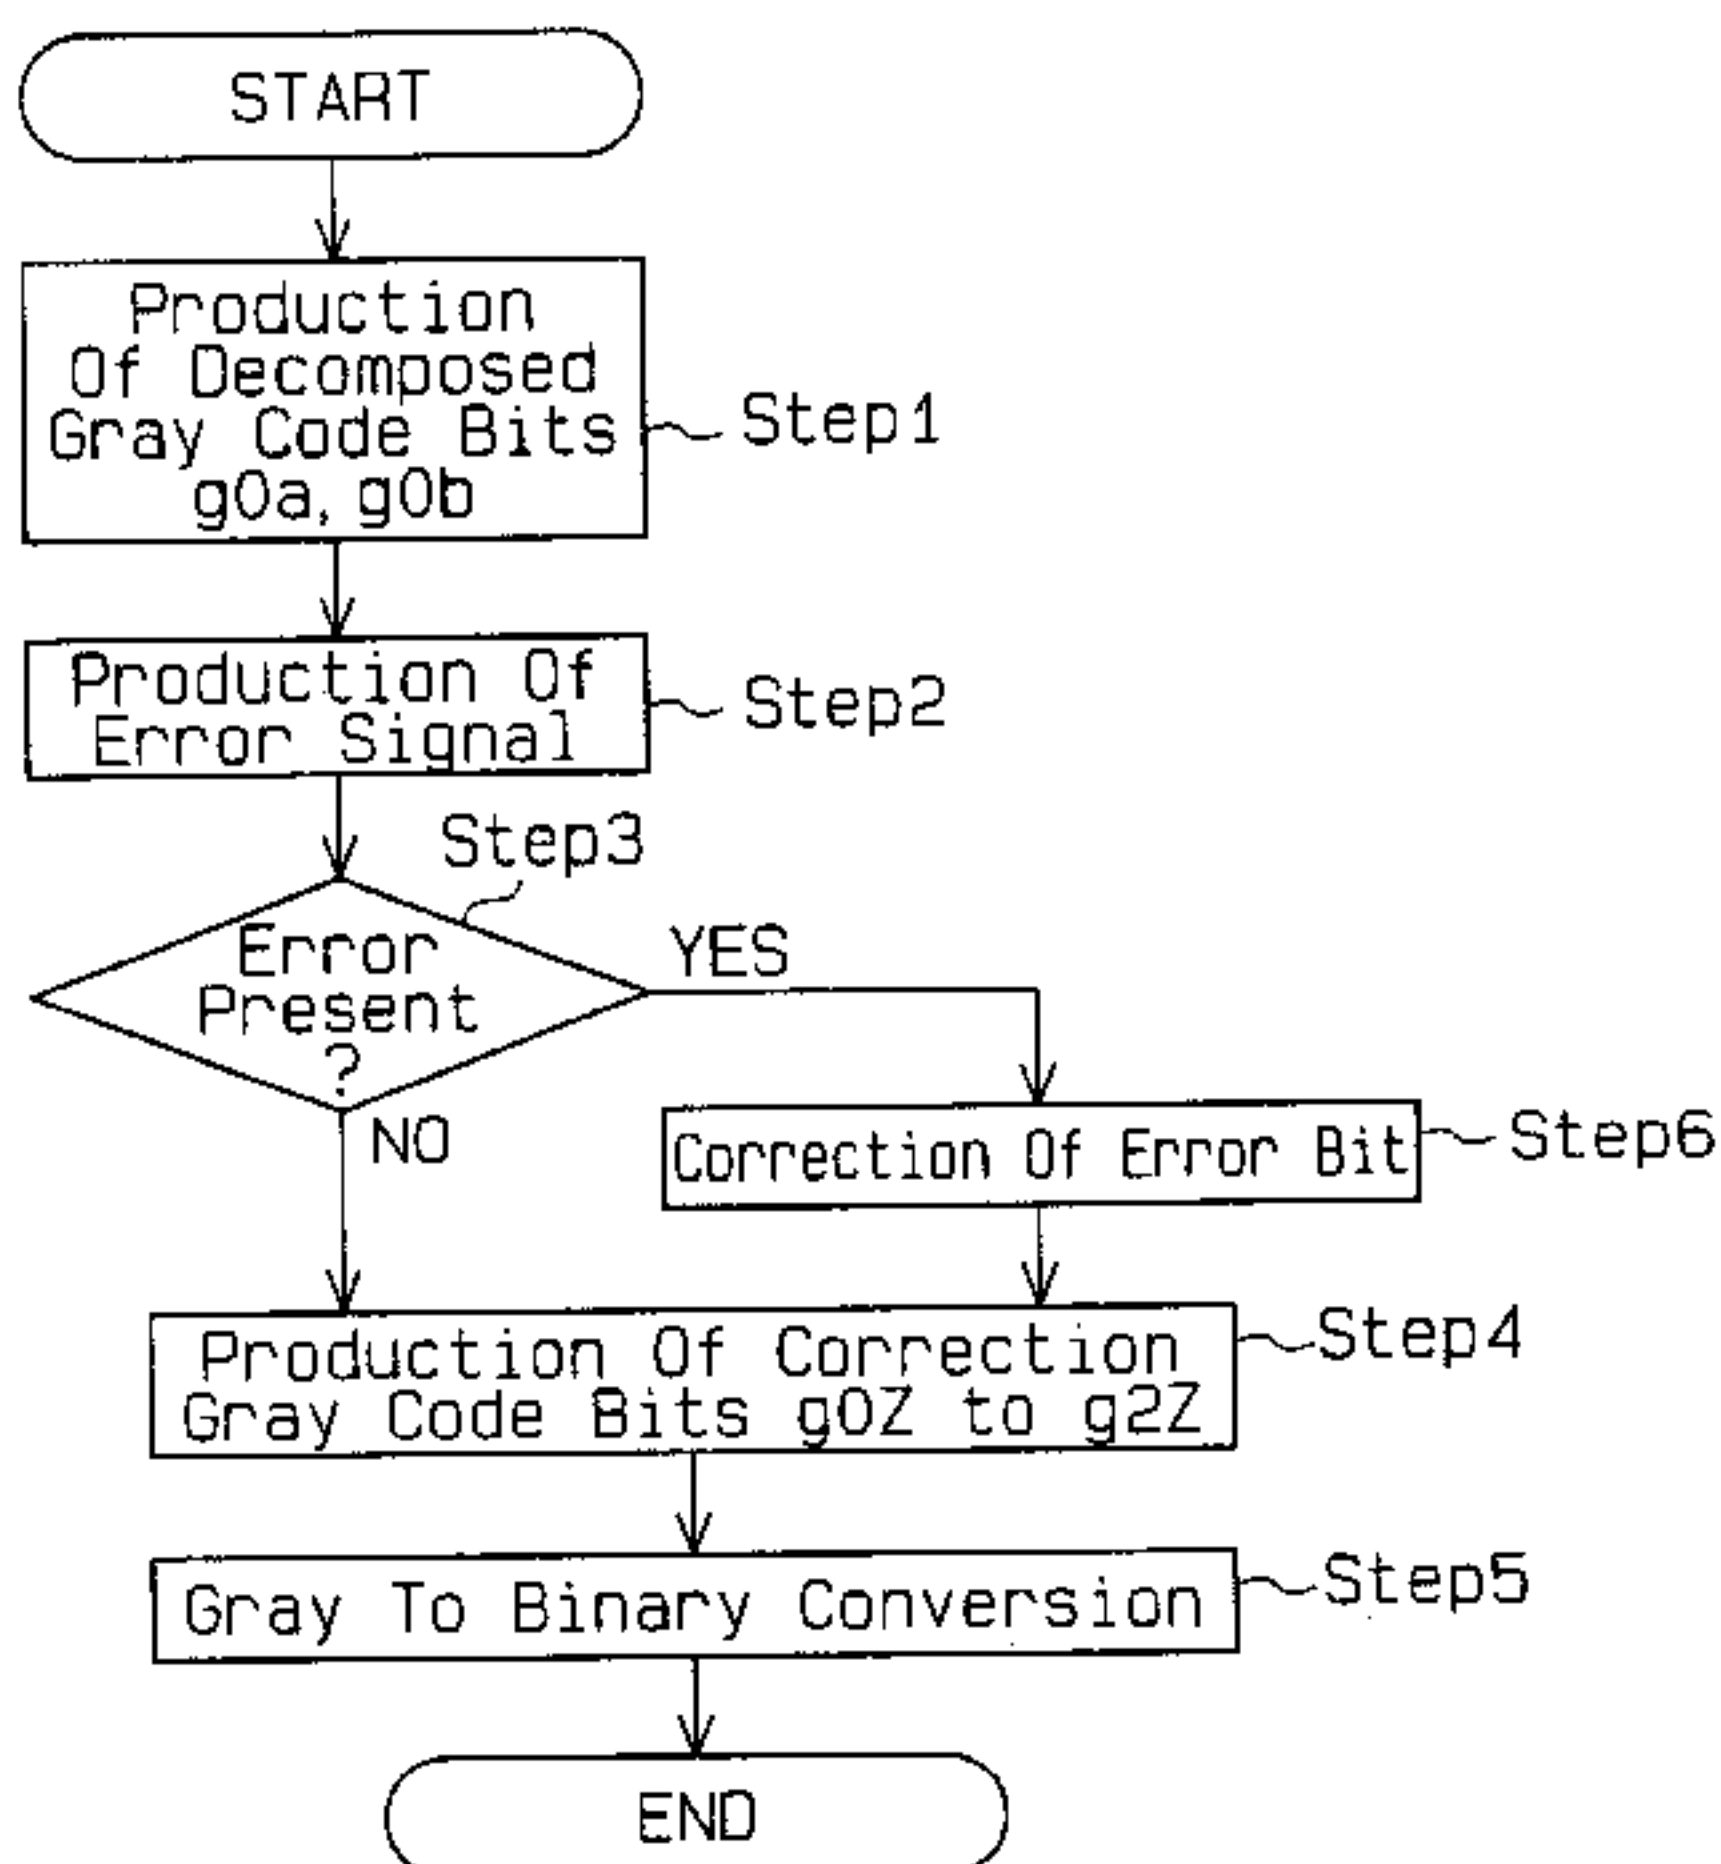 START
Production
Of Decomposed
Gray Code Bits
g0a, g0b
Step1
Production Of
Error Signal
Step2
Step3
Error
Present
?
YES
NO
Correction Of Error Bit
Step6
Production Of Correction
Gray Code Bits g0Z to g2Z
Step4
Gray To Binary Conversion
Step5
END